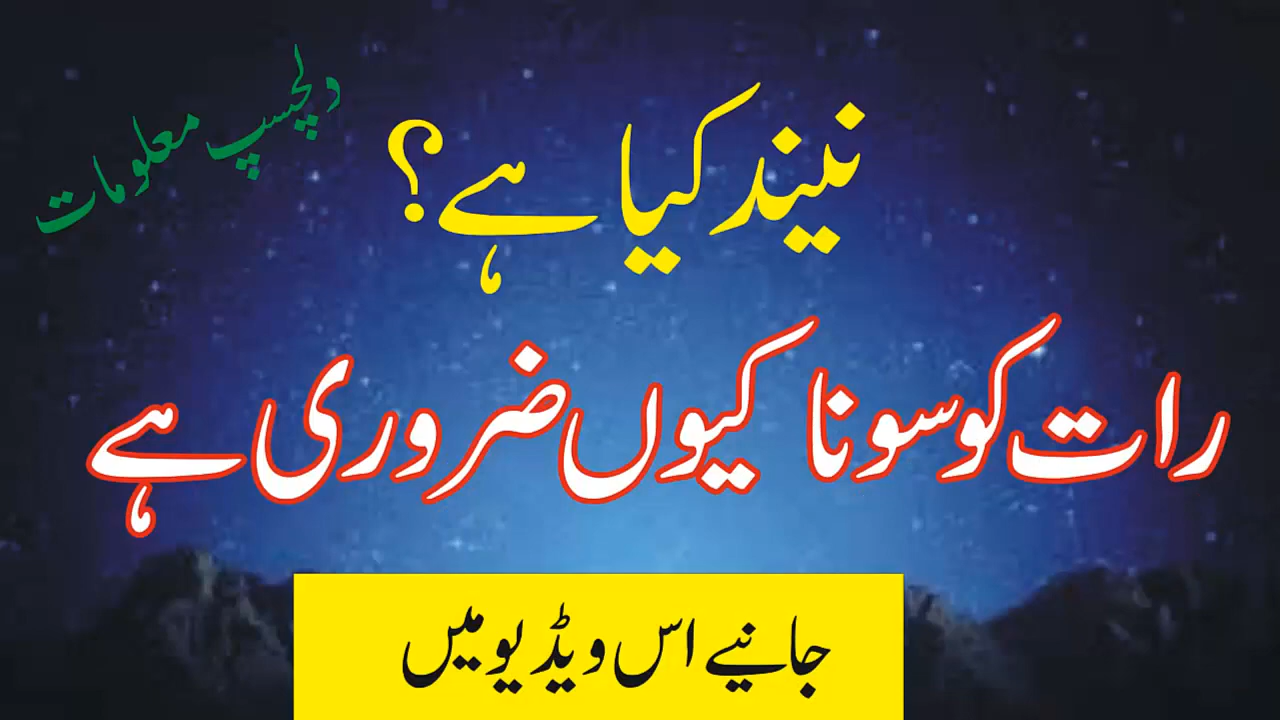 دلچسپ معلومات
نیند کیا ہے؟
رات کو سونا کیوں ضروری ہے
جانیے اس ویڈیو میں